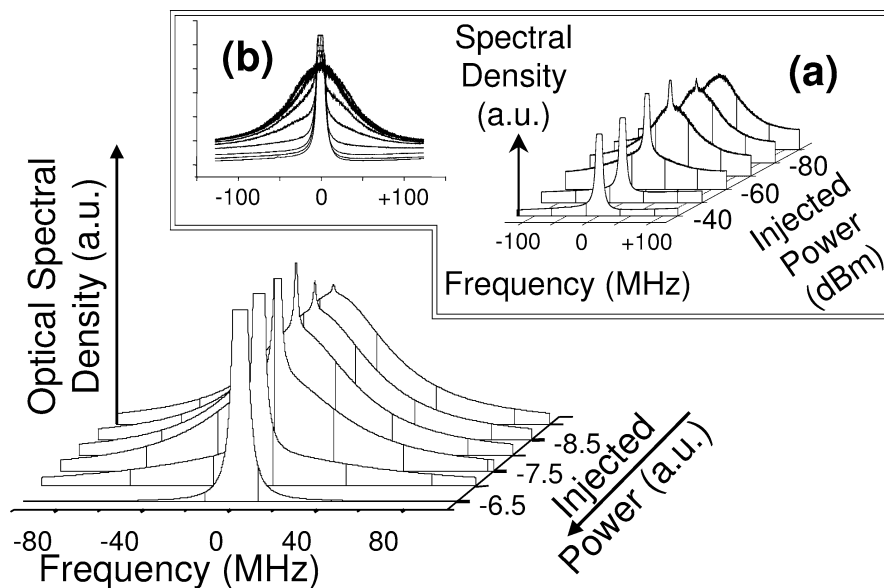 (b)
-100
0
+100
Spectral
Density
(a.u.)
(a)
-80
-60
-40
-100
0
+100
Injected
Power
(dBm)
Frequency (MHz)
Optical Spectral
Density (a.u.)
-8.5
-7.5
-6.5
Injected
Power (a.u.)
-80
-40
0
40
80
Frequency (MHz)